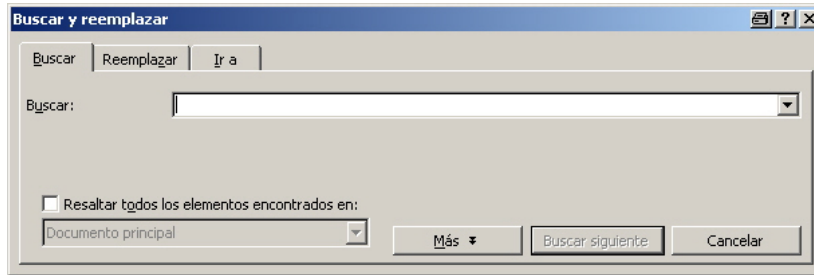 Buscar y reemplazar
Buscar Reemplazar Ir a
Buscar:
Resaltar todos los elementos encontrados en:
Documento principal
Más Buscar siguiente Cancelar